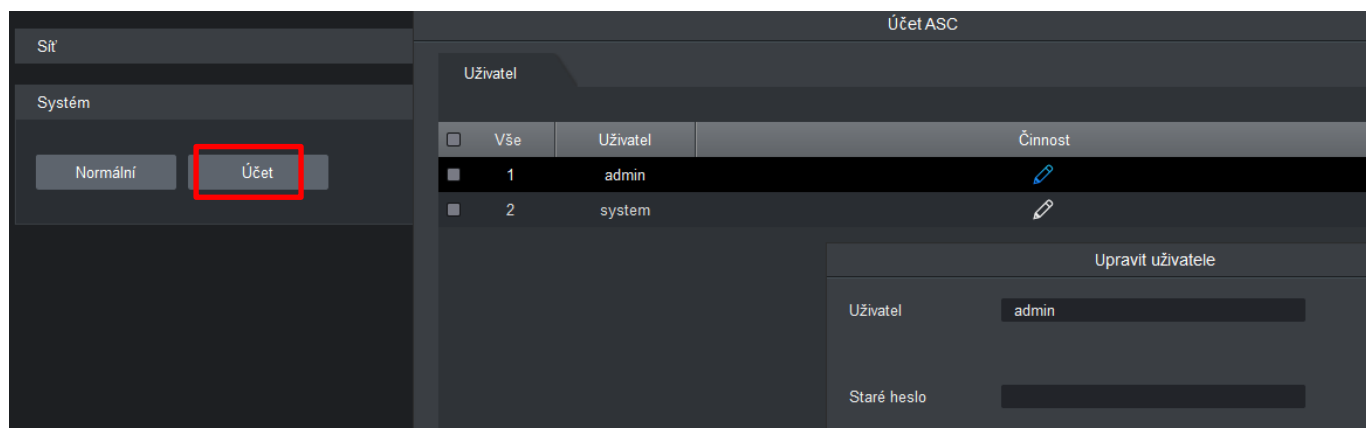 Účet ASC
Síť
Uživatel
Systém
Vše Uživatel Činnost
Normální Účet
1 admin
2 system
Upravit uživatele
Uživatel admin
Staré heslo